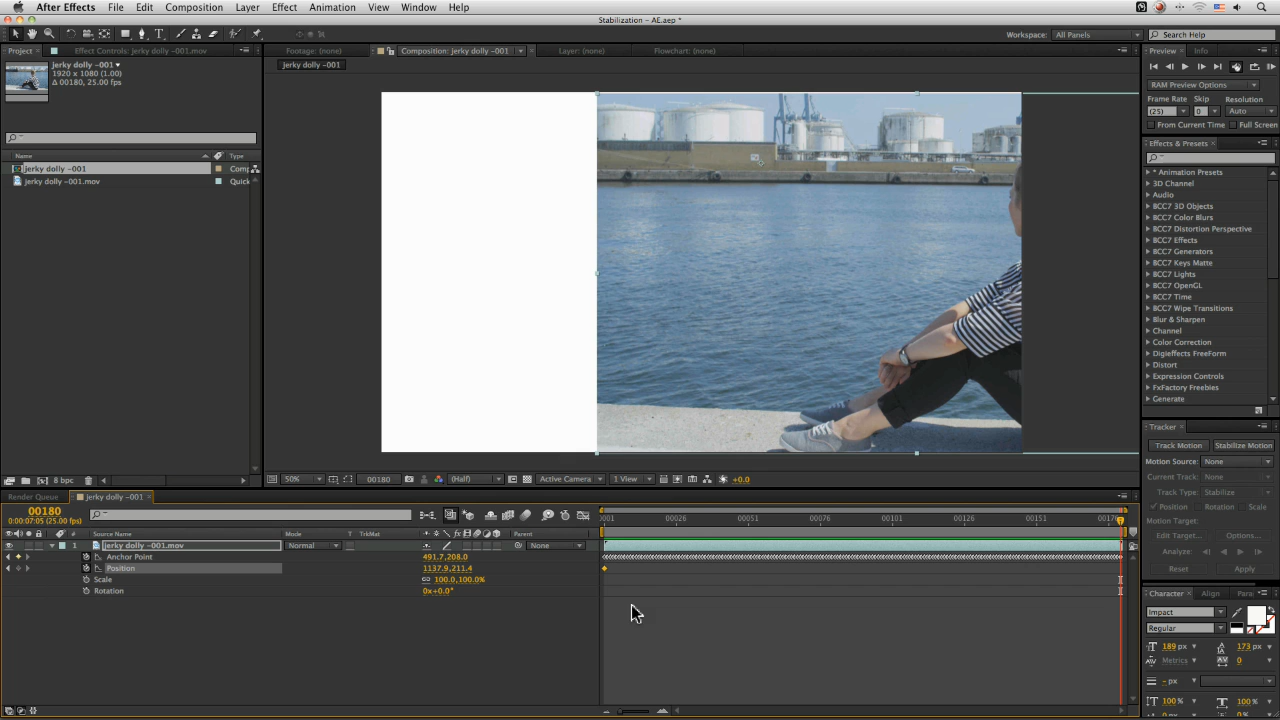 After Effects File Edit Composition Layer Effect Animation View Window Help
Stabilization – AE.aep *
Workspace: All Panels Search Help
Project Effect Controls: jerky dolly -001.mov
Footage: (none) Composition: jerky dolly -001 Layer: (none) Flowchart: (none)
jerky dolly -001
jerky dolly -001
1920 x 1080 (1.00)
Δ 00180, 25.00 fps
Name Type
jerky dolly -001 Comp
jerky dolly -001.mov Quick
8 bpc
50% 00180 (Half) Active Camera 1 View +0.0
Preview Info
RAM Preview Options
Frame Rate Skip Resolution
(25) 0 Auto
From Current Time Full Screen
Effects & Presets
* Animation Presets
3D Channel
Audio
BCC7 3D Objects
BCC7 Color Blurs
BCC7 Distortion Perspective
BCC7 Effects
BCC7 Generators
BCC7 Keys Matte
BCC7 Lights
BCC7 OpenGL
BCC7 Time
BCC7 Wipe Transitions
Blur & Sharpen
Channel
Color Correction
Digieffects FreeForm
Distort
Expression Controls
FxFactory Freebies
Generate
Tracker
Track Motion Stabilize Motion
Motion Source: None
Current Track: None
Track Type: Stabilize
Position Rotation Scale
Motion Target:
Edit Target... Options...
Analyze:
Reset Apply
Character Align Para
Impact
Regular
189 px 173 px
Metrics 0
- px
100 % 100 %
0 px 0 %
Render Queue jerky dolly -001
00180
0:00:07:05 (25.00 fps)
0001 00026 00051 00076 00101 00126 00151 0017
# Source Name Mode T TrkMat Parent
1 jerky dolly -001.mov Normal None
Anchor Point 491.7,208.0
Position 1137.9,211.4
Scale 100.0,100.0%
Rotation 0x+0.0°